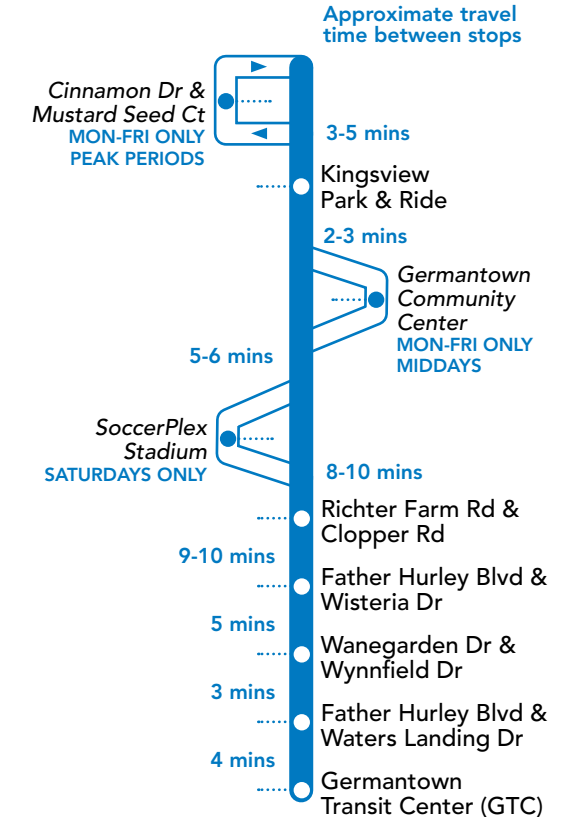 Approximate travel
time between stops
Cinnamon Dr &
Mustard Seed Ct
MON-FRI ONLY
PEAK PERIODS
3-5 mins
Kingsview
Park & Ride
2-3 mins
Germantown
Community
Center
MON-FRI ONLY
MIDDAYS
5-6 mins
SoccerPlex
Stadium
SATURDAYS ONLY
8-10 mins
Richter Farm Rd &
Clopper Rd
9-10 mins
Father Hurley Blvd &
Wisteria Dr
5 mins
Wanegarden Dr &
Wynnfield Dr
3 mins
Father Hurley Blvd &
Waters Landing Dr
4 mins
Germantown
Transit Center (GTC)